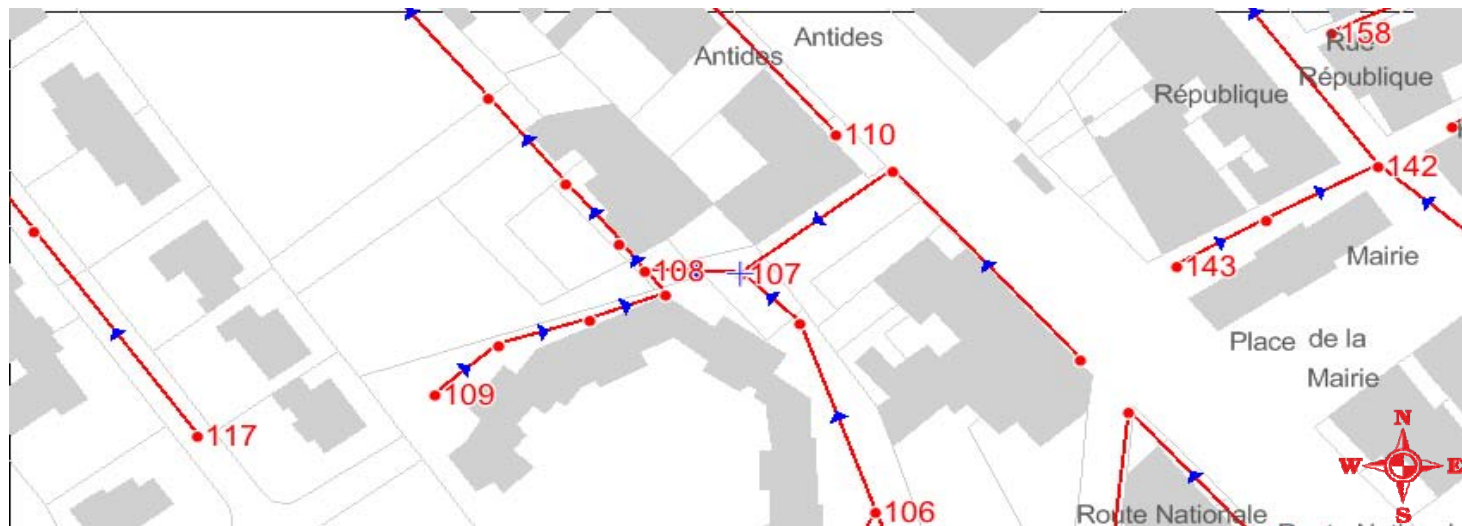 Antides
Antides
158
Rue
République
République
110
142
Mairie
143
108
107
Place de la
Mairie
109
117
N
W E
S
106
Route Nationale